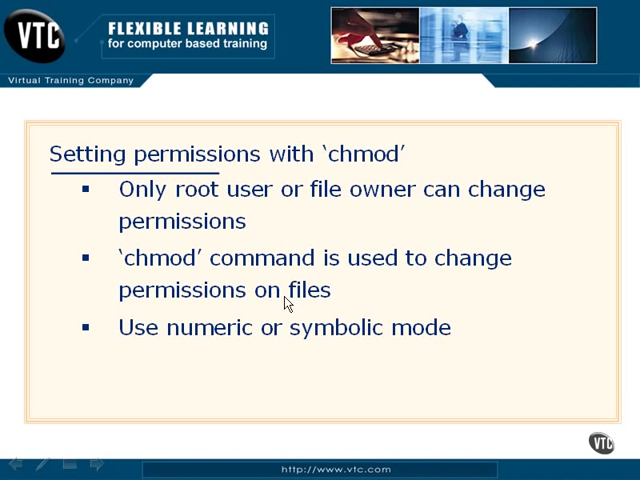 VTC
FLEXIBLE LEARNING
for computer based training
Virtual Training Company
Setting permissions with ‘chmod’
▪ Only root user or file owner can change
permissions
▪ ‘chmod’ command is used to change
permissions on files
▪ Use numeric or symbolic mode
VTC
http://www.vtc.com